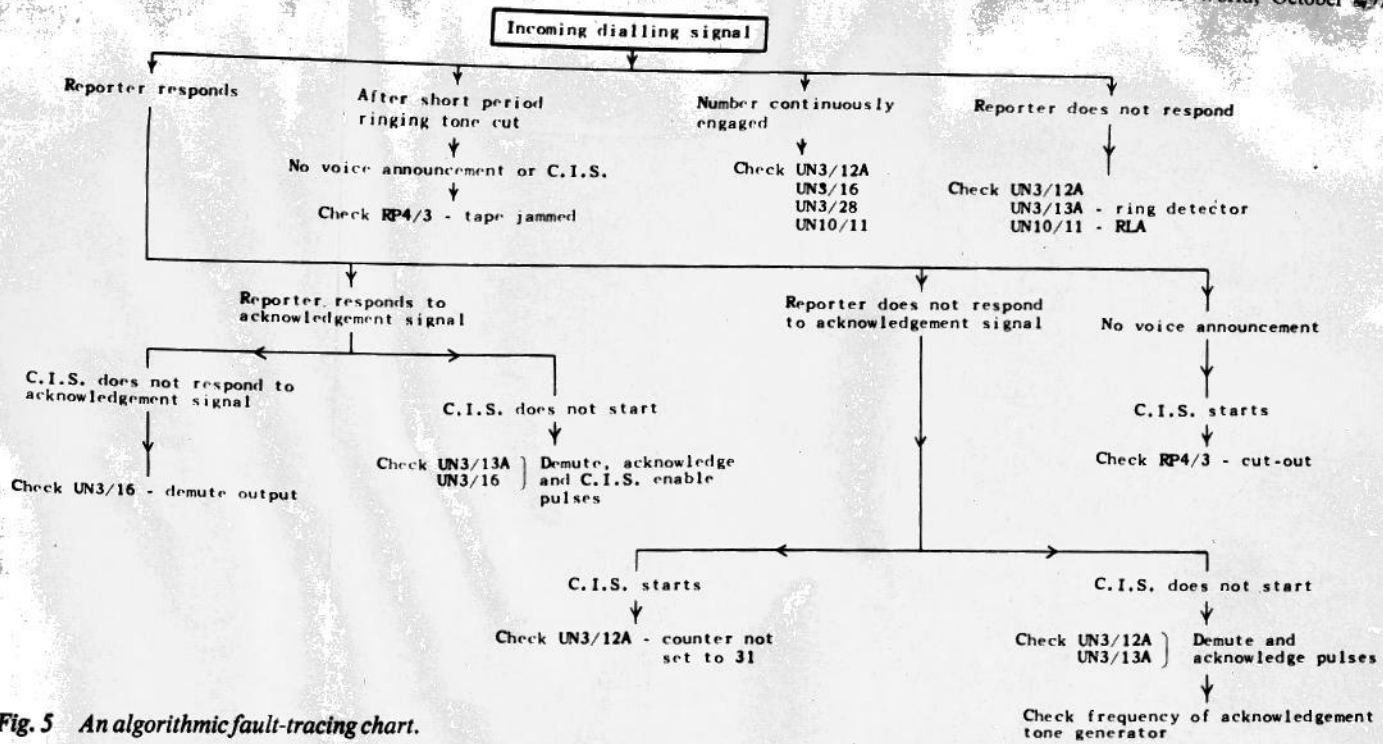 World, October
Incoming dialling signal
Reporter responds
After short period
ringing tone cut
No voice announcement or C.I.S.
Check RP4/3 - tape jammed
Number continuously
engaged
Check UN3/12A
UN3/16
UN3/28
UN10/11
Reporter does not respond
Check UN3/12A
UN3/13A - ring detector
UN10/11 - RLA
Reporter responds to
acknowledgement signal
Reporter does not respond
to acknowledgement signal
No voice announcement
C.I.S. starts
Check RP4/3 - cut-out
C.I.S. does not respond to
acknowledgement signal
Check UN3/16 - demute output
C.I.S. does not start
Check UN3/13A
UN3/16
Demute, acknowledge
and C.I.S. enable
pulses
C.I.S. starts
Check UN3/12A - counter not
set to 31
C.I.S. does not start
Check UN3/12A
UN3/13A
Demute and
acknowledge pulses
Check frequency of acknowledgement
tone generator
Fig. 5 An algorithmic fault-tracing chart.